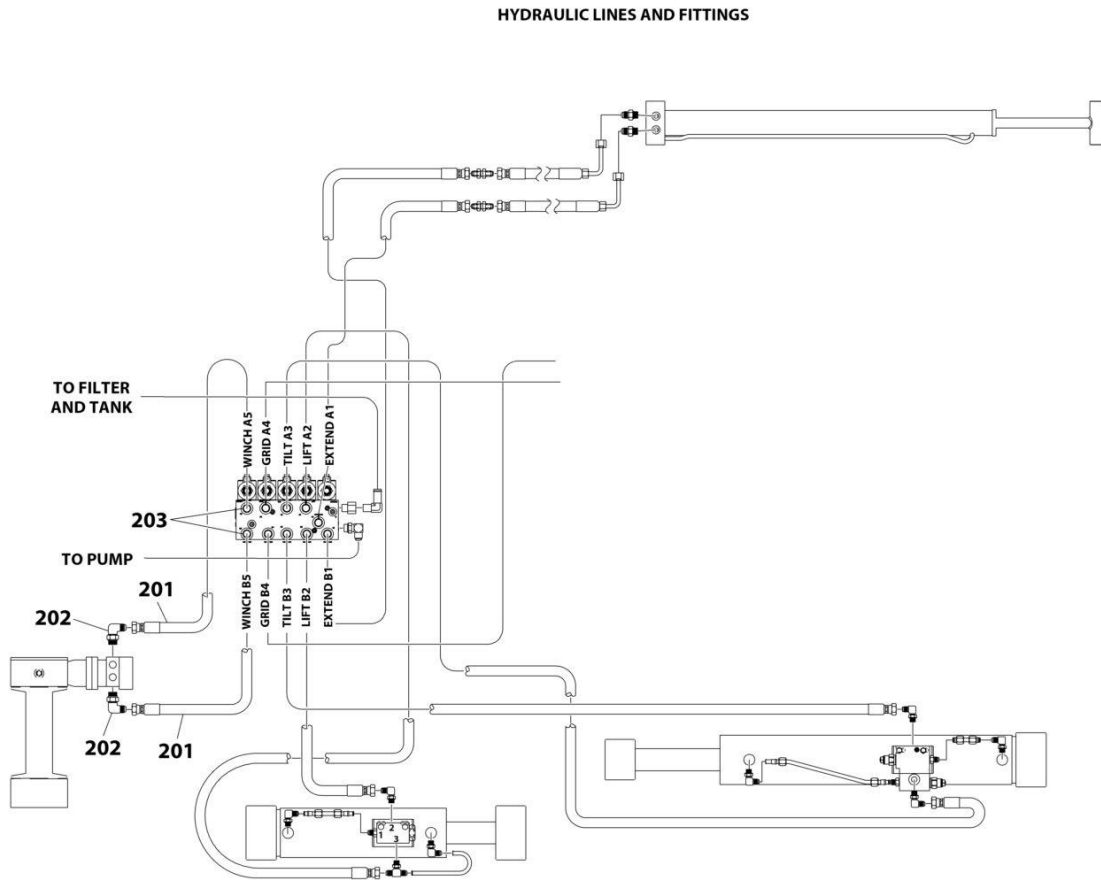 HYDRAULIC LINES AND FITTINGS
TO FILTER
AND TANK
WINCH A5
GRID A4
TILT A3
LIFT A2
EXTEND A1
203
TO PUMP
WINCH B5
GRID B4
TILT B3
LIFT B2
EXTEND B1
201
202
202
201
1
2
3